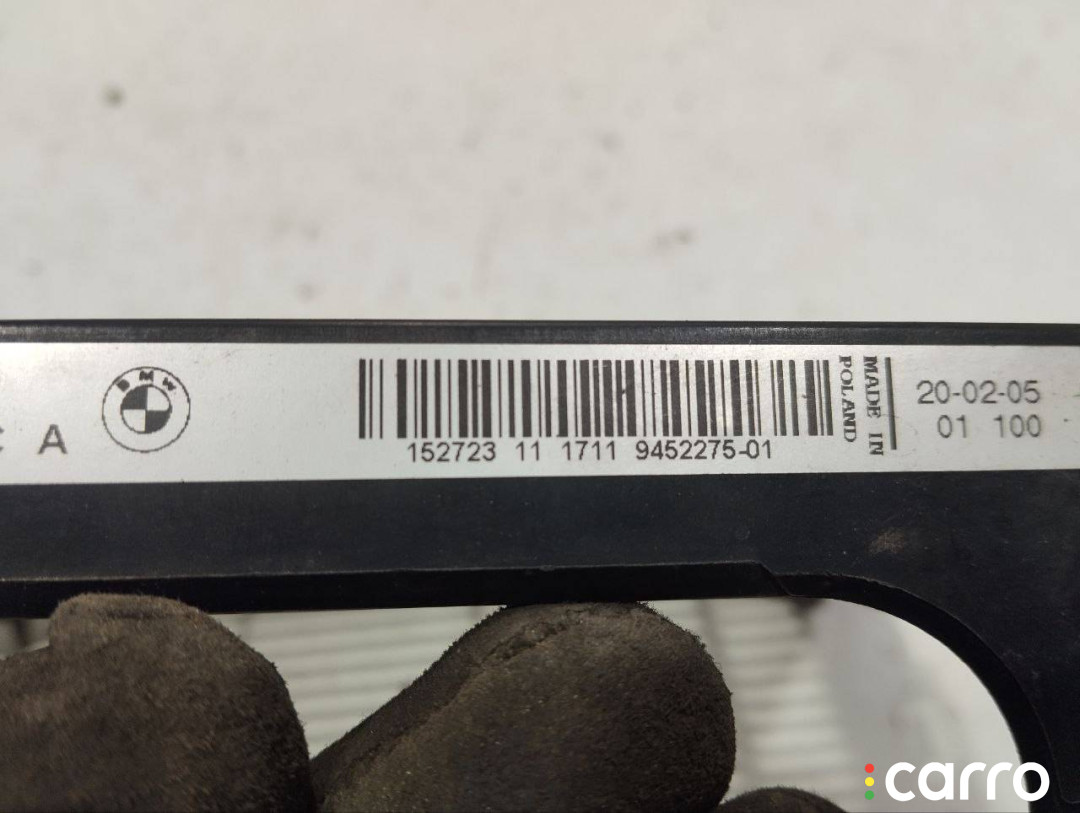 C A
BMW
152723 11 1711 9452275-01
MADE IN
POLAND
20-02-05
01 100
carro